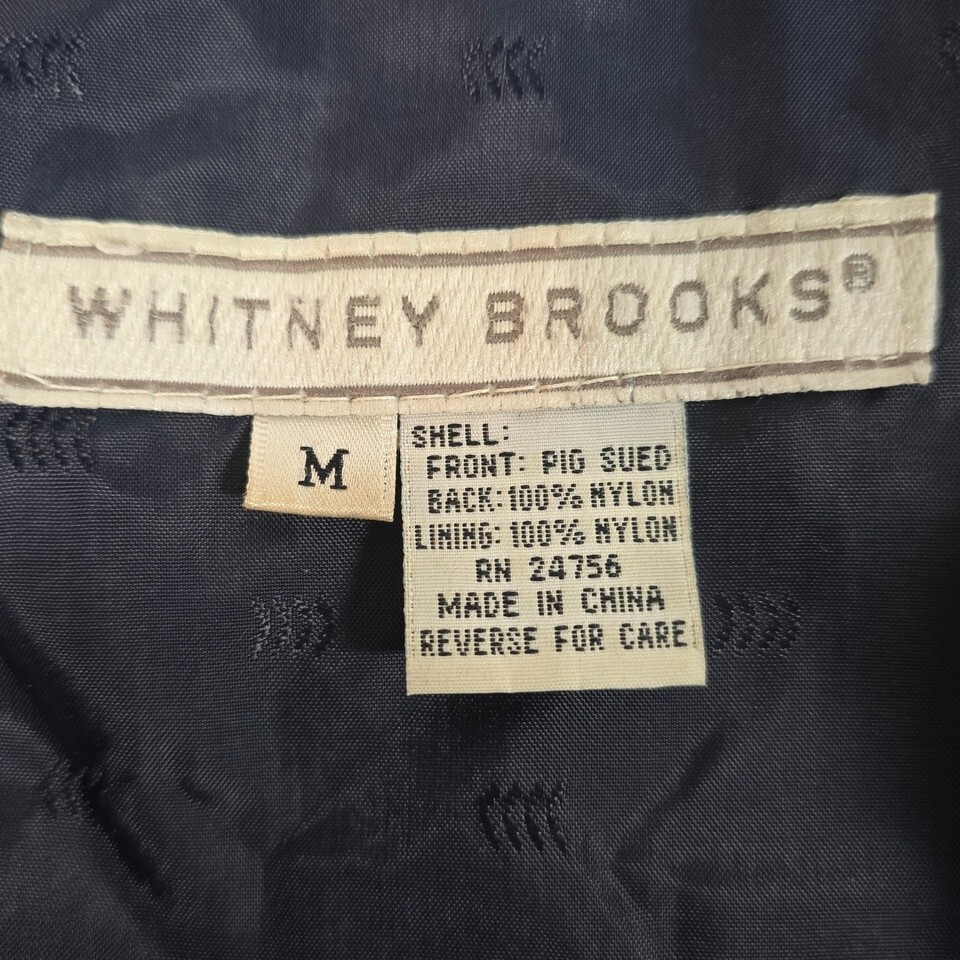 WHITNEY BROOKS®
M
SHELL:
FRONT: PIG SUED
BACK: 100% NYLON
LINING: 100% NYLON
RN 24756
MADE IN CHINA
REVERSE FOR CARE